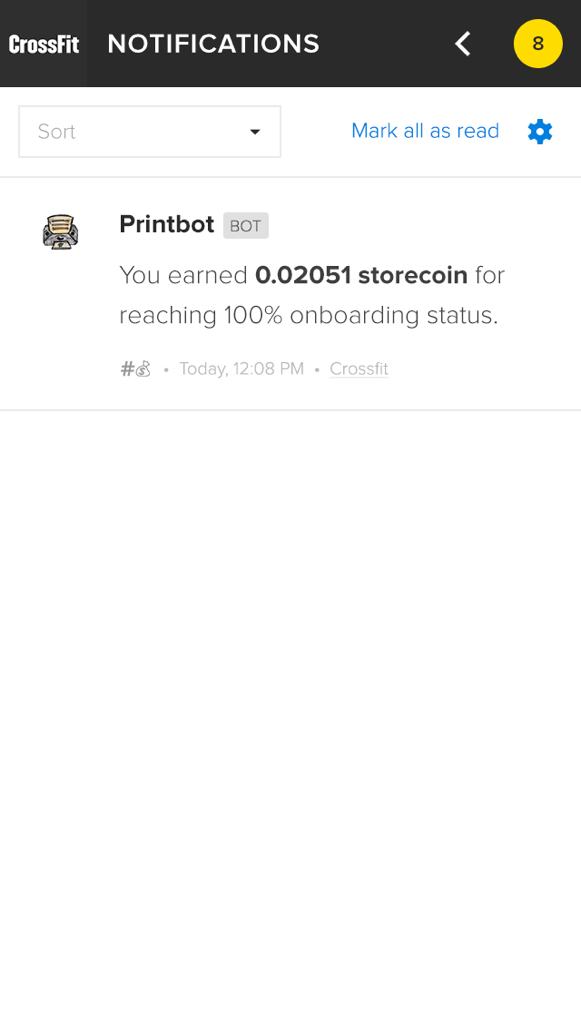 CrossFit NOTIFICATIONS 8
Sort Mark all as read
Printbot BOT
You earned 0.02051 storecoin for
reaching 100% onboarding status.
#💰 • Today, 12:08 PM • Crossfit